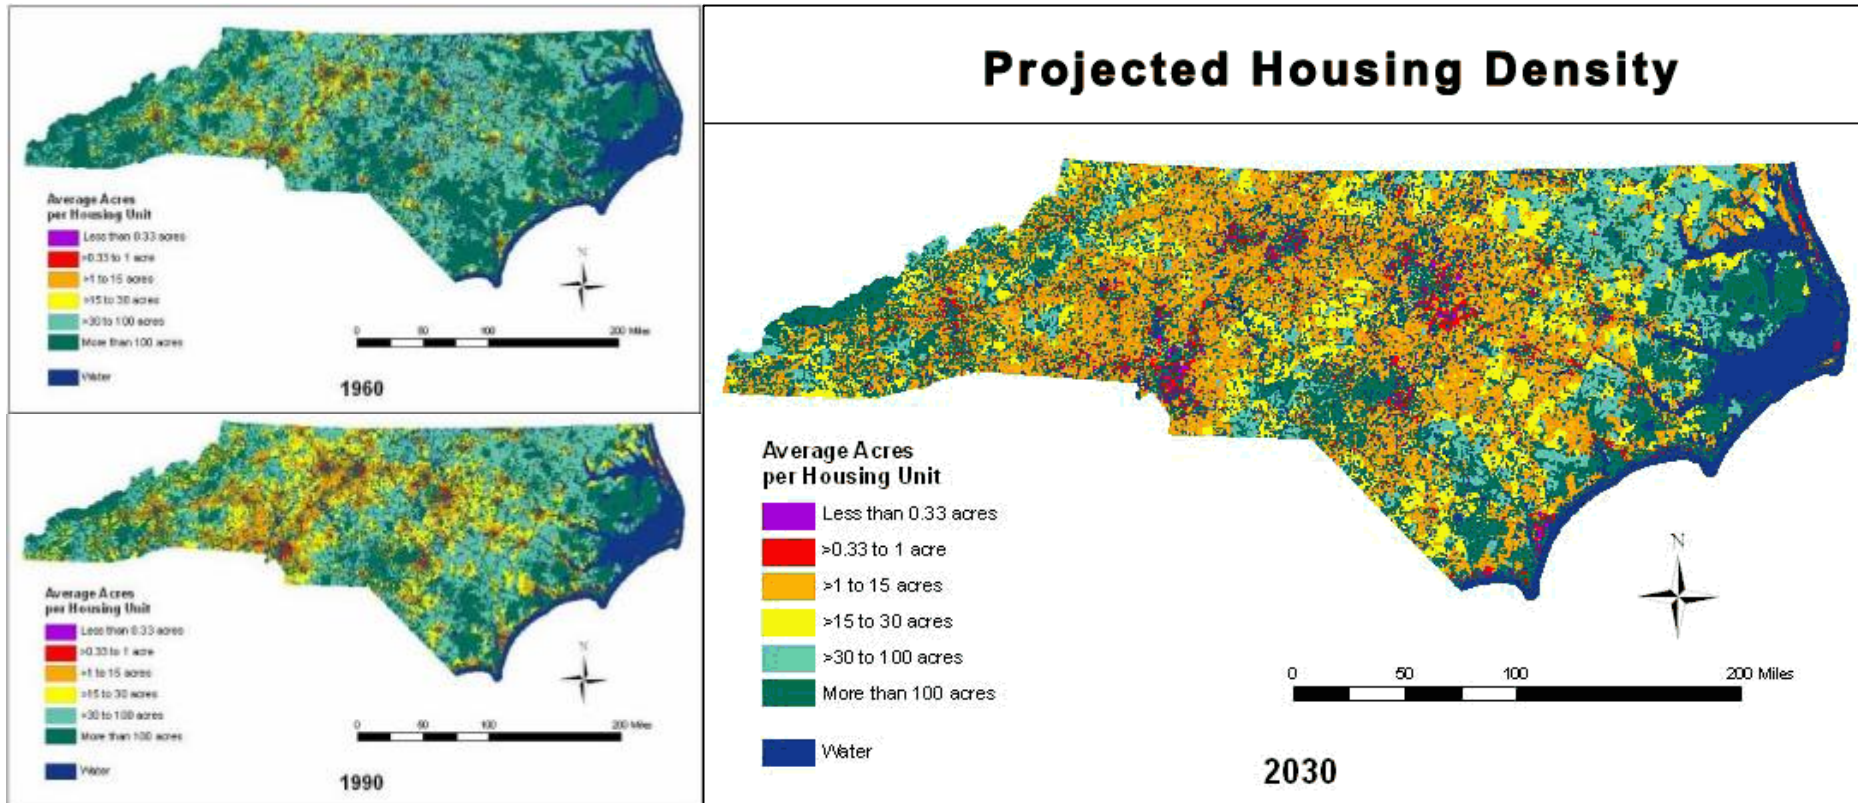 Average Acres
per Housing Unit
Less than 0.33 acres
>0.33 to 1 acre
>1 to 15 acres
>15 to 30 acres
>30 to 100 acres
More than 100 acres
Water
N
0 50 100 200 Miles
1960
Average Acres
per Housing Unit
Less than 0.33 acres
>0.33 to 1 acre
>1 to 15 acres
>15 to 30 acres
>30 to 100 acres
More than 100 acres
Water
N
0 50 100 200 Miles
1990
Projected Housing Density
Average Acres
per Housing Unit
Less than 0.33 acres
>0.33 to 1 acre
>1 to 15 acres
>15 to 30 acres
>30 to 100 acres
More than 100 acres
Water
N
0 50 100 200 Miles
2030